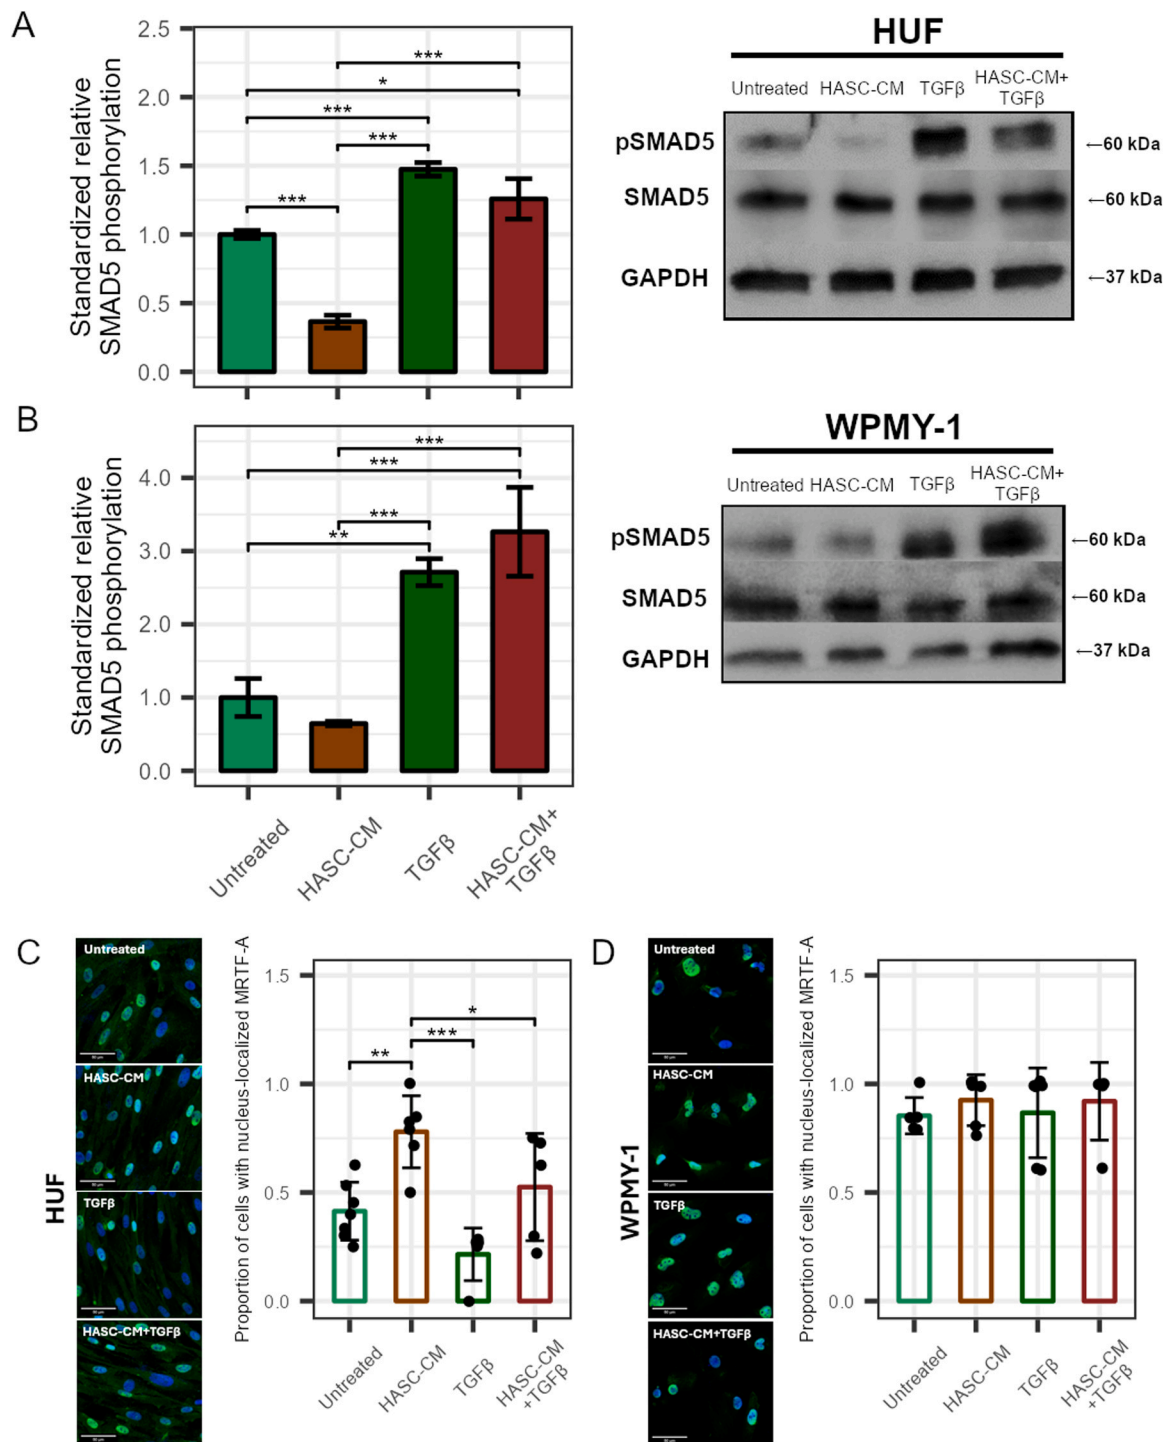 A
Standardized relative
SMAD5 phosphorylation
2.5
2.0
1.5
1.0
0.5
0.0
***
*
***
***
***
HUF
Untreated HASC-CM TGFβ HASC-CM+
TGFβ
pSMAD5 ←60 kDa
SMAD5 ←60 kDa
GAPDH ←37 kDa
B
Standardized relative
SMAD5 phosphorylation
4.0
3.0
2.0
1.0
0.0
***
***
***
**
Untreated
HASC-CM
TGFβ
HASC-CM+
TGFβ
WPMY-1
Untreated HASC-CM TGFβ HASC-CM+
TGFβ
pSMAD5 ←60 kDa
SMAD5 ←60 kDa
GAPDH ←37 kDa
C
HUF
Untreated
HASC-CM
TGFβ
HASC-CM+TGFβ
Proportion of cells with nucleus-localized MRTF-A
1.5
1.0
0.5
0.0
*
***
**
Untreated
HASC-CM
TGFβ
HASC-CM
+TGFβ
D
WPMY-1
Untreated
HASC-CM
TGFβ
HASC-CM+TGFβ
Proportion of cells with nucleus-localized MRTF-A
1.5
1.0
0.5
0.0
Untreated
HASC-CM
TGFβ
HASC-CM
+TGFβ